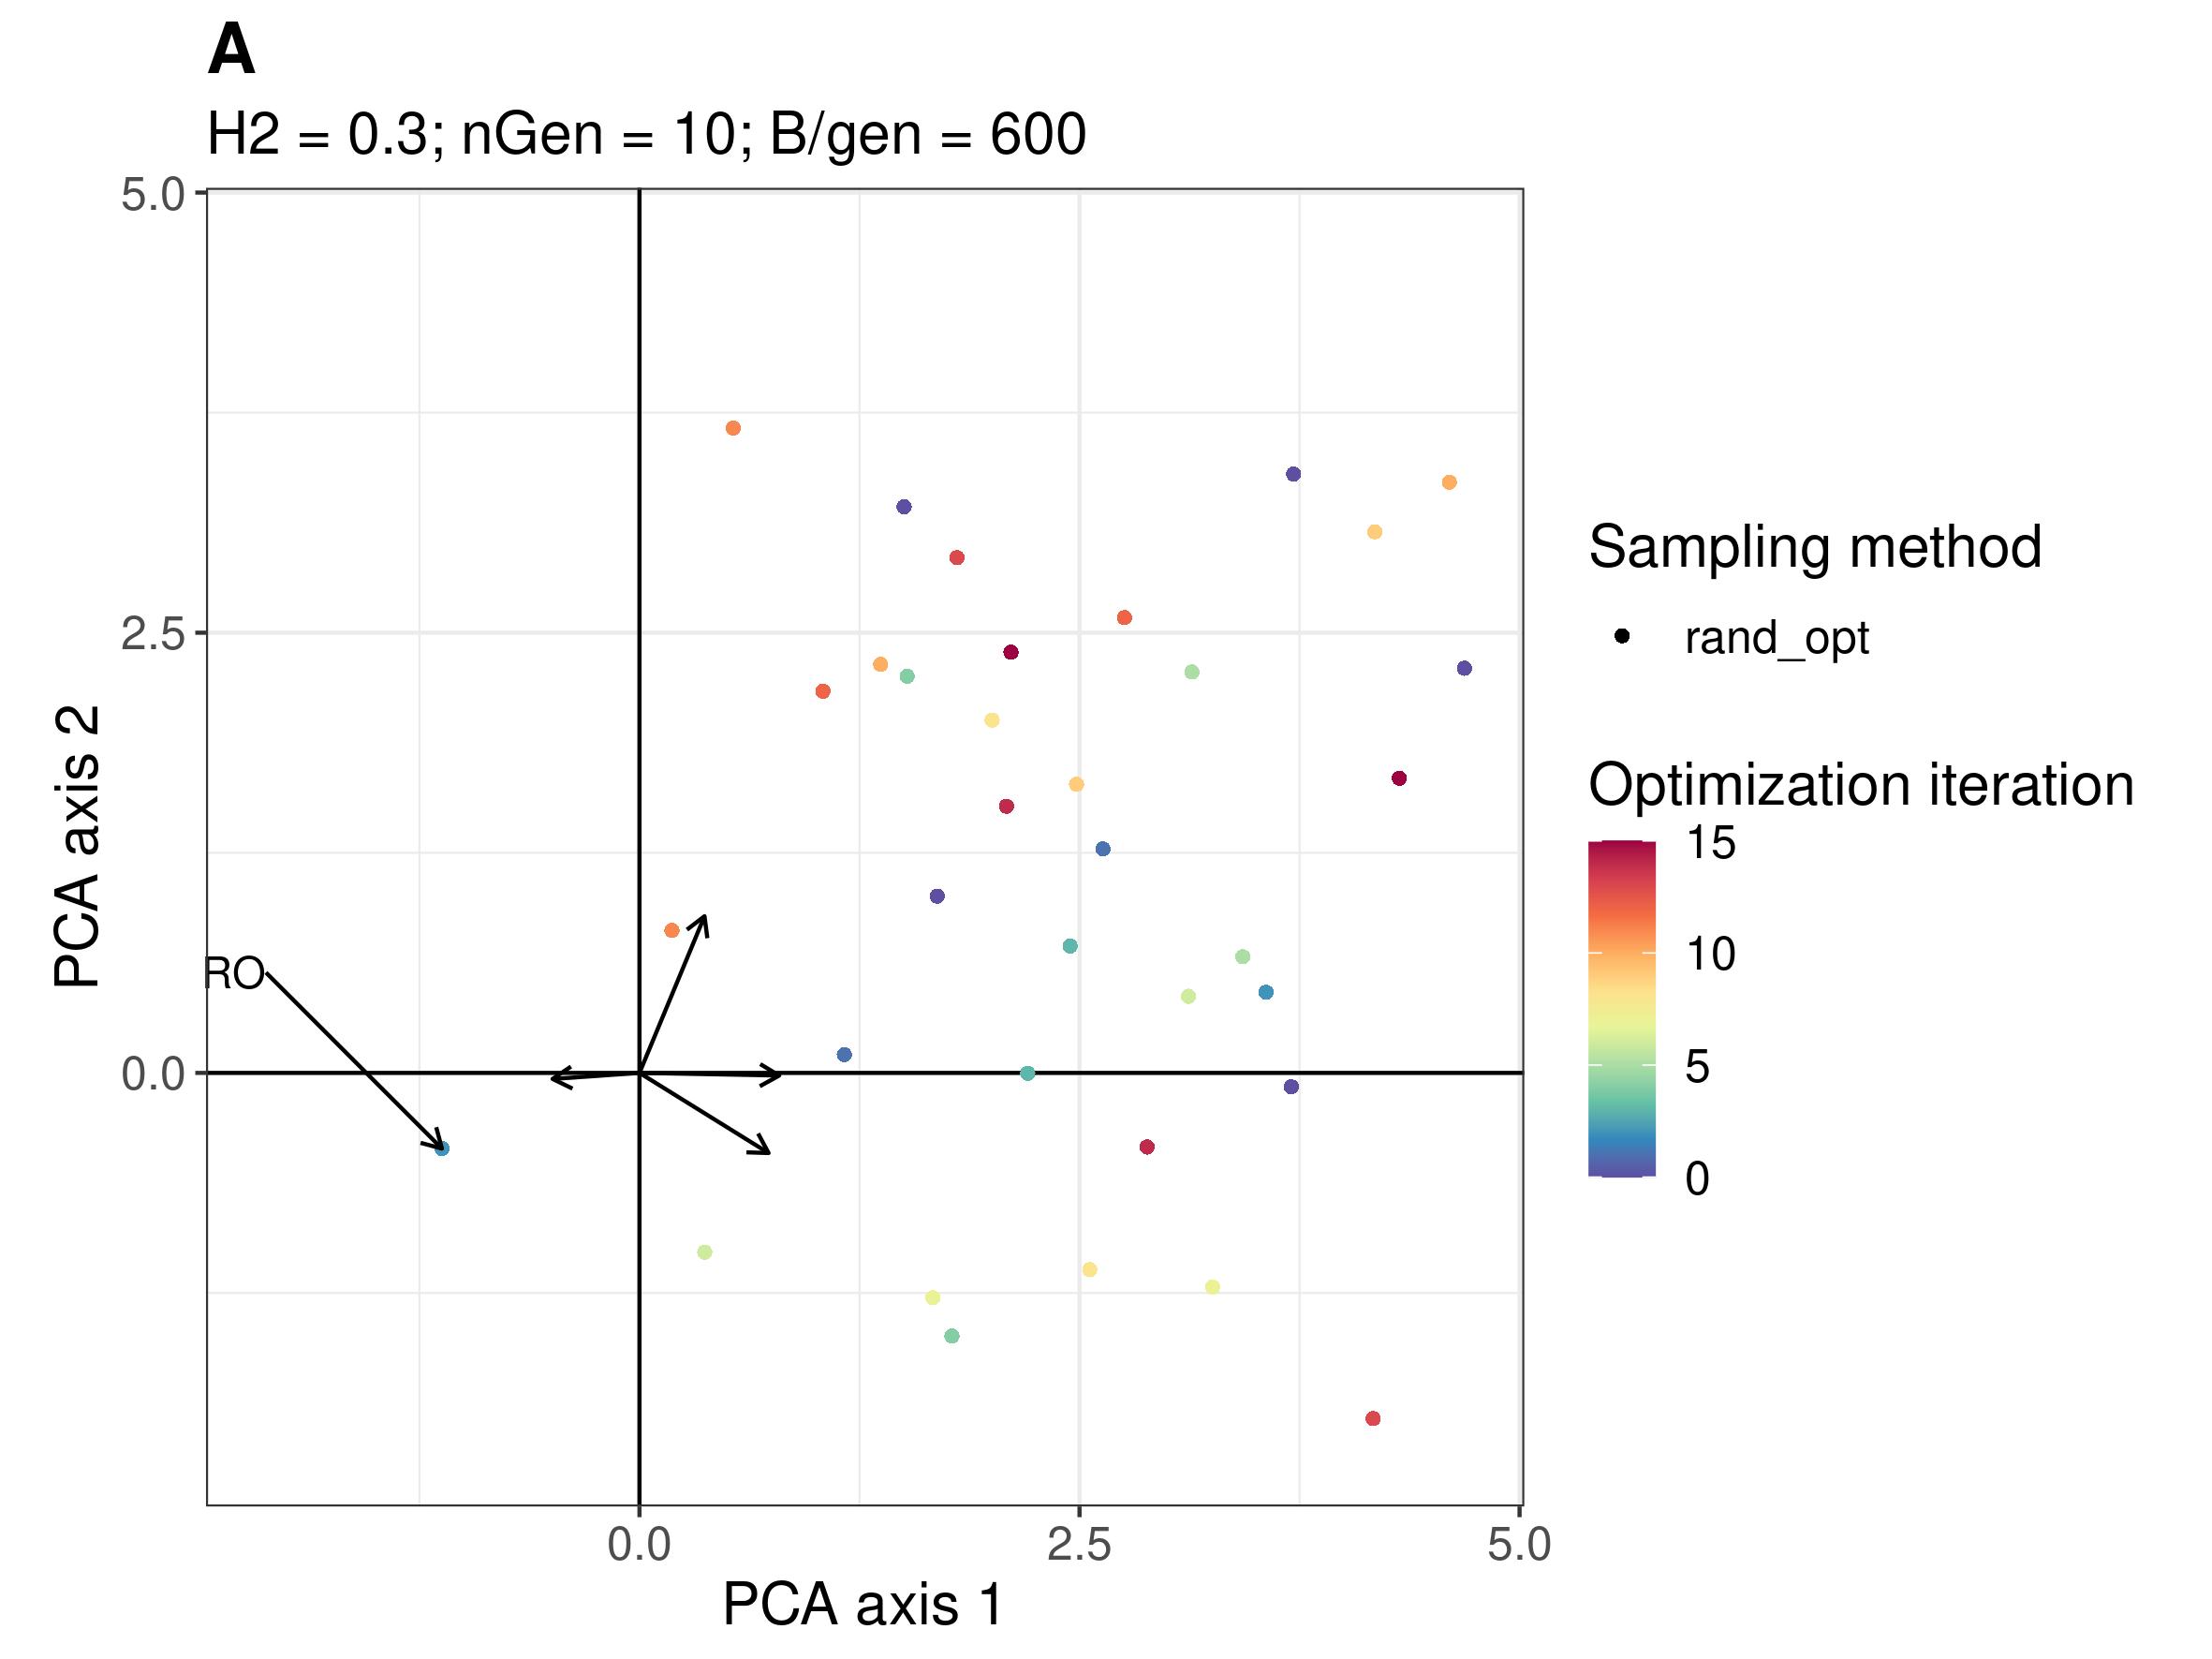 A
H2 = 0.3; nGen = 10; B/gen = 600
5.0
2.5
0.0
PCA axis 2
RO
0.0
2.5
5.0
PCA axis 1
Sampling method
rand_opt
Optimization iteration
15
10
5
0